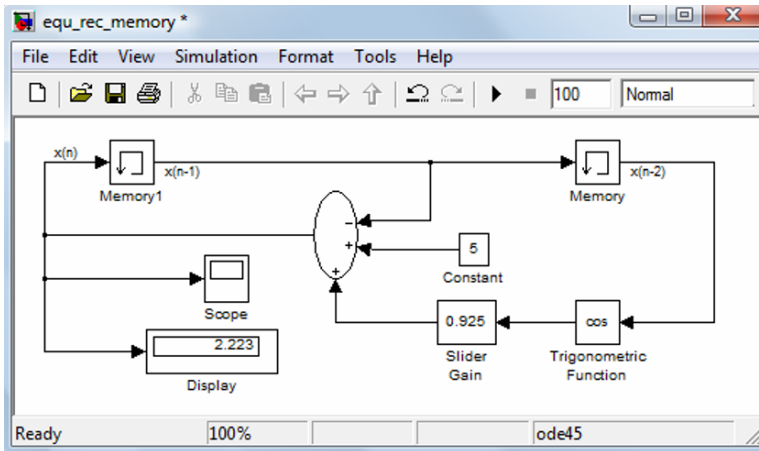 equ_rec_memory *
File Edit View Simulation Format Tools Help
100 Normal
x(n)
x(n-1)
x(n-2)
Memory1
Memory
−
+
+
5
Constant
Scope
2.223
Display
0.925
Slider
Gain
cos
Trigonometric
Function
Ready 100% ode45